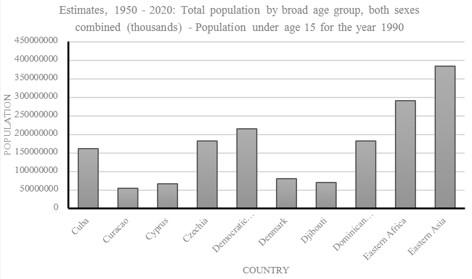 Estimates, 1950 - 2020: Total population by broad age group, both sexes
combined (thousands) - Population under age 15 for the year 1990
450000000
400000000
350000000
300000000
250000000
200000000
150000000
100000000
50000000
0
POPULATION
Cuba
Curacao
Cyprus
Czechia
Democratic...
Denmark
Djibouti
Dominican...
Eastern Africa
Eastern Asia
COUNTRY